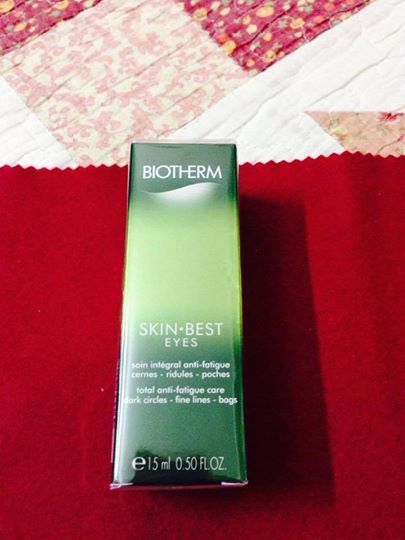 BIOTHERM
SKIN•BEST
EYES
soin intégral anti-fatigue
cernes - ridules - poches
total anti-fatigue care
dark circles - fine lines - bags
e 15 ml 0.50 FL.OZ.